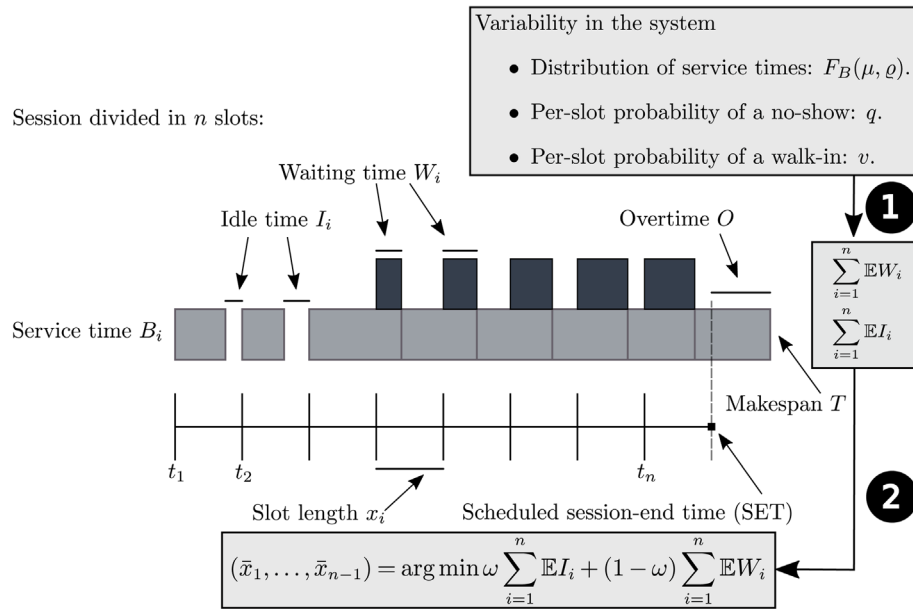 Variability in the system
• Distribution of service times: F_B(μ, ϱ).
• Per-slot probability of a no-show: q.
• Per-slot probability of a walk-in: v.
Session divided in n slots:
Waiting time W_i
Idle time I_i
Overtime O
1
∑_{i=1}^{n} 𝔼W_i
∑_{i=1}^{n} 𝔼I_i
Service time B_i
Makespan T
t_1 t_2 t_n
2
Slot length x_i
Scheduled session-end time (SET)
(x̄_1, …, x̄_{n−1}) = arg min ω ∑_{i=1}^{n} 𝔼I_i + (1 − ω) ∑_{i=1}^{n} 𝔼W_i